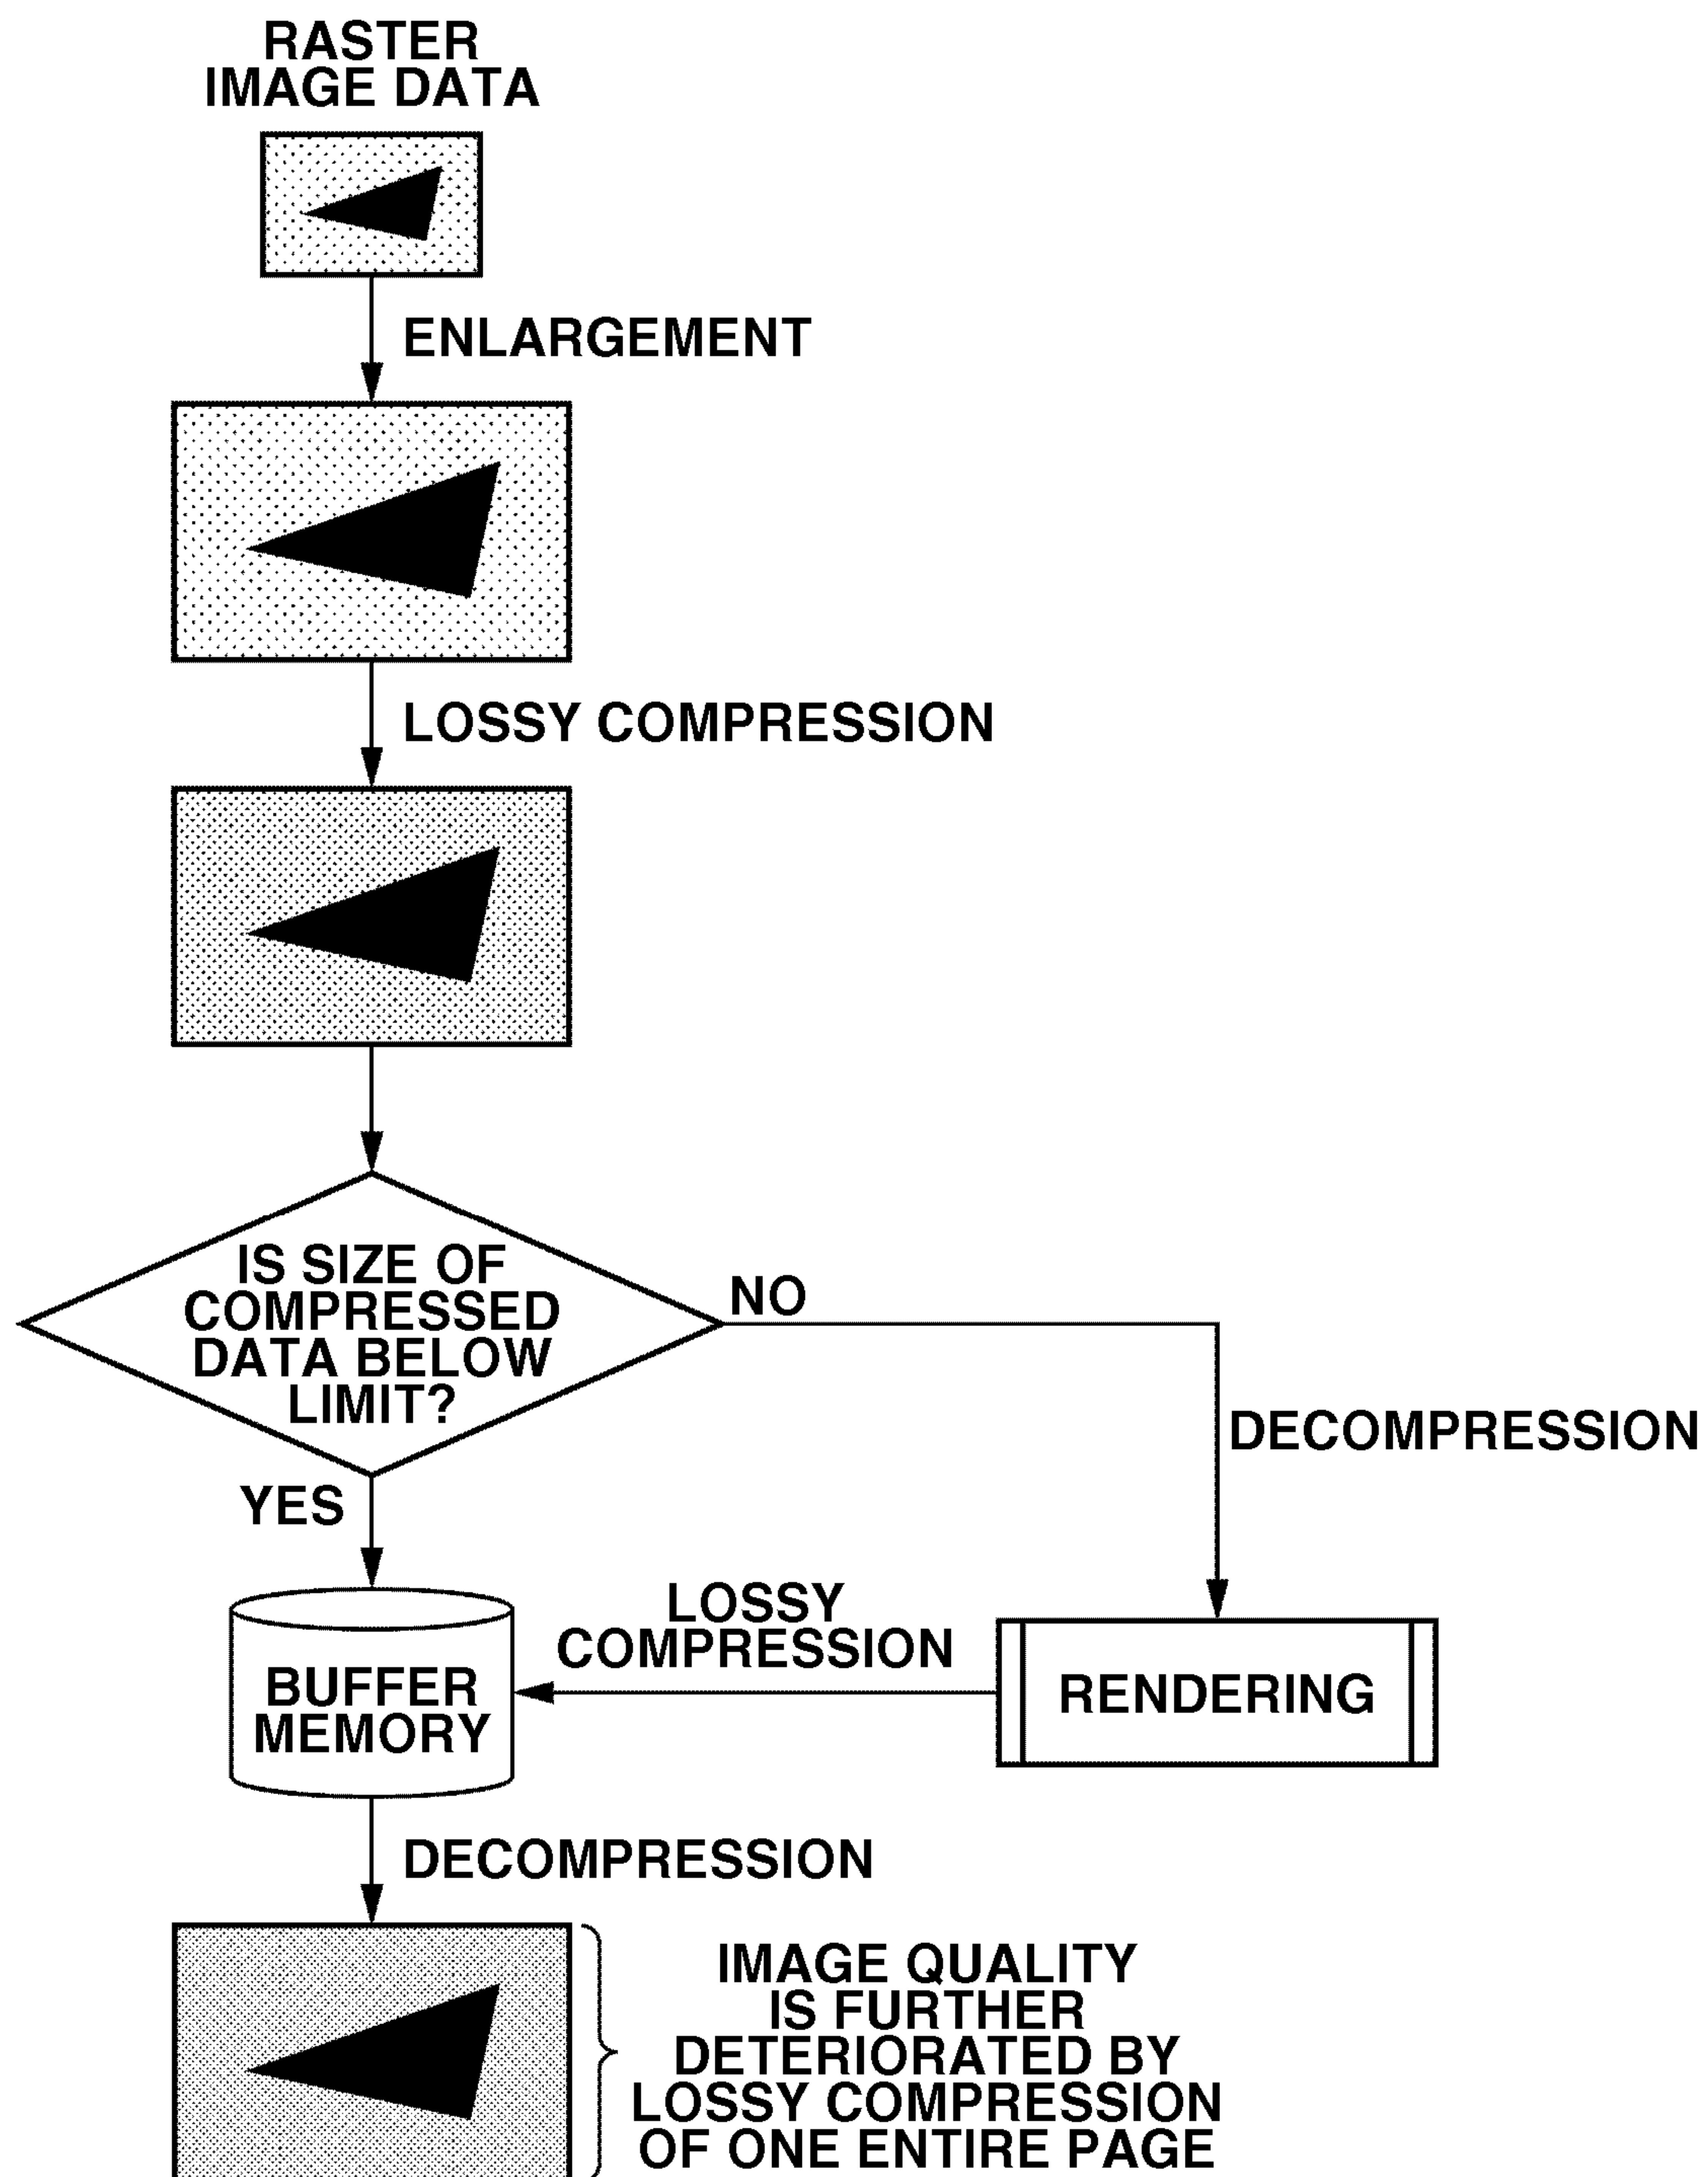 RASTER
IMAGE DATA
ENLARGEMENT
LOSSY COMPRESSION
IS SIZE OF
COMPRESSED
DATA BELOW
LIMIT?
NO
DECOMPRESSION
YES
LOSSY
COMPRESSION
BUFFER
MEMORY
RENDERING
DECOMPRESSION
IMAGE QUALITY
IS FURTHER
DETERIORATED BY
LOSSY COMPRESSION
OF ONE ENTIRE PAGE